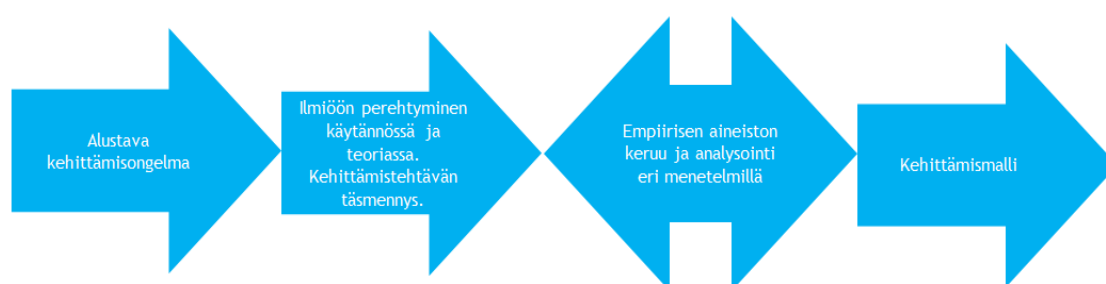 Alustava
kehittämisongelma
Ilmiöön perehtyminen
käytännössä ja
teoriassa.
Kehittämistehtävän
täsmennys.
Empiirisen aineiston
keruu ja analysointi
eri menetelmillä
Kehittämismalli